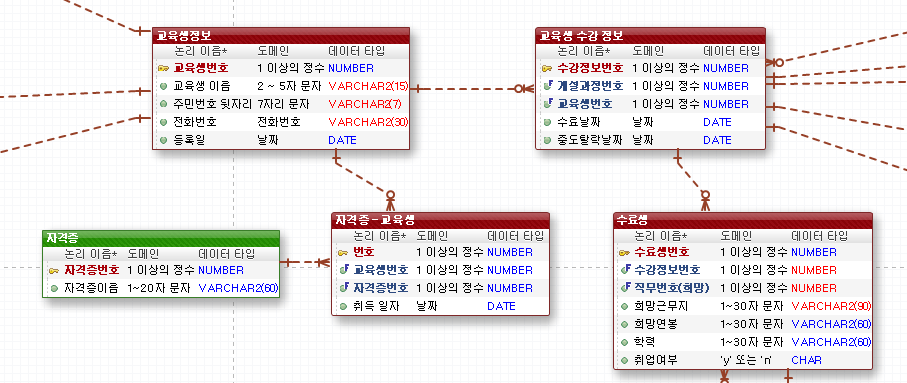 교육생정보
논리 이름* 도메인 데이터 타입
교육생번호 1 이상의 정수 NUMBER
교육생 이름 2 ~ 5자 문자 VARCHAR2(15)
주민번호 뒷자리 7자리 문자 VARCHAR2(7)
전화번호 전화번호 VARCHAR2(30)
등록일 날짜 DATE
교육생 수강 정보
논리 이름* 도메인 데이터 타입
수강정보번호 1 이상의 정수 NUMBER
개설과정번호 1 이상의 정수 NUMBER
교육생번호 1 이상의 정수 NUMBER
수료날짜 날짜 DATE
중도탈락날짜 날짜 DATE
자격증
논리 이름* 도메인 데이터 타입
자격증번호 1 이상의 정수 NUMBER
자격증이름 1~20자 문자 VARCHAR2(60)
자격증-교육생
논리 이름* 도메인 데이터 타입
번호 1 이상의 정수 NUMBER
교육생번호 1 이상의 정수 NUMBER
자격증번호 1 이상의 정수 NUMBER
취득 일자 날짜 DATE
수료생
논리 이름* 도메인 데이터 타입
수료생번호 1 이상의 정수 NUMBER
수강정보번호 1 이상의 정수 NUMBER
직무번호(희망) 1 이상의 정수 NUMBER
희망근무지 1~30자 문자 VARCHAR2(90)
희망연봉 1~30자 문자 VARCHAR2(60)
학력 1~30자 문자 VARCHAR2(60)
취업여부 'y' 또는 'n' CHAR